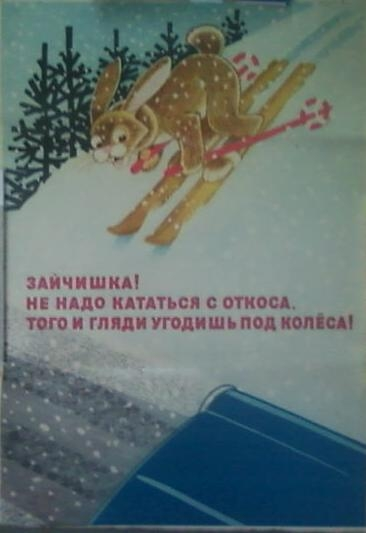 ЗАЙЧИШКА!
НЕ НАДО КАТАТЬСЯ С ОТКОСА.
ТОГО И ГЛЯДИ УГОДИШЬ ПОД КОЛЁСА!